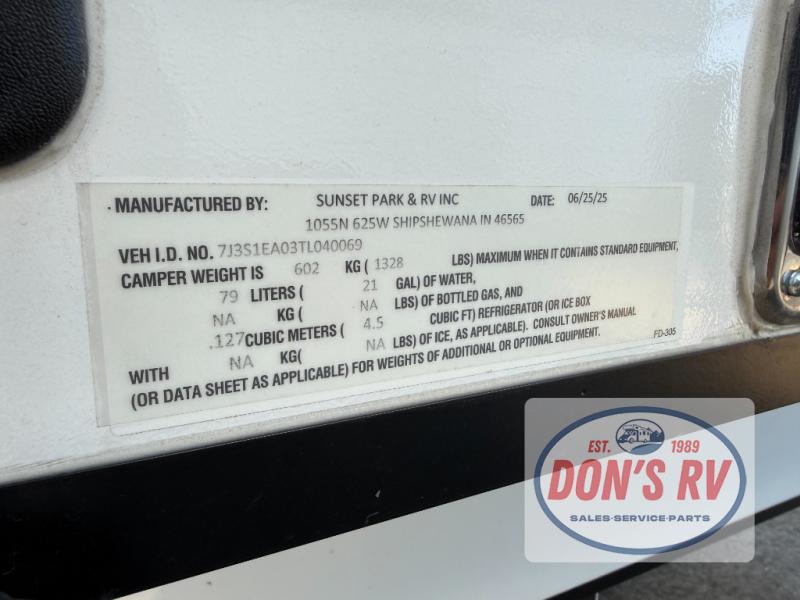 MANUFACTURED BY: SUNSET PARK & RV INC DATE: 06/25/25
1055N 625W SHIPSHEWANA IN 46565
VEH I.D. NO. 7J3S1EA03TL040069
CAMPER WEIGHT IS 602 KG ( 1328 LBS) MAXIMUM WHEN IT CONTAINS STANDARD EQUIPMENT,
79 LITERS ( 21 GAL) OF WATER,
NA KG ( NA LBS) OF BOTTLED GAS, AND
.127 CUBIC METERS ( 4.5 CUBIC FT) REFRIGERATOR (OR ICE BOX
WITH NA KG( NA LBS) OF ICE, AS APPLICABLE). CONSULT OWNER'S MANUAL
(OR DATA SHEET AS APPLICABLE) FOR WEIGHTS OF ADDITIONAL OR OPTIONAL EQUIPMENT.
FD-305
EST. 1989
DON'S RV
SALES-SERVICE-PARTS